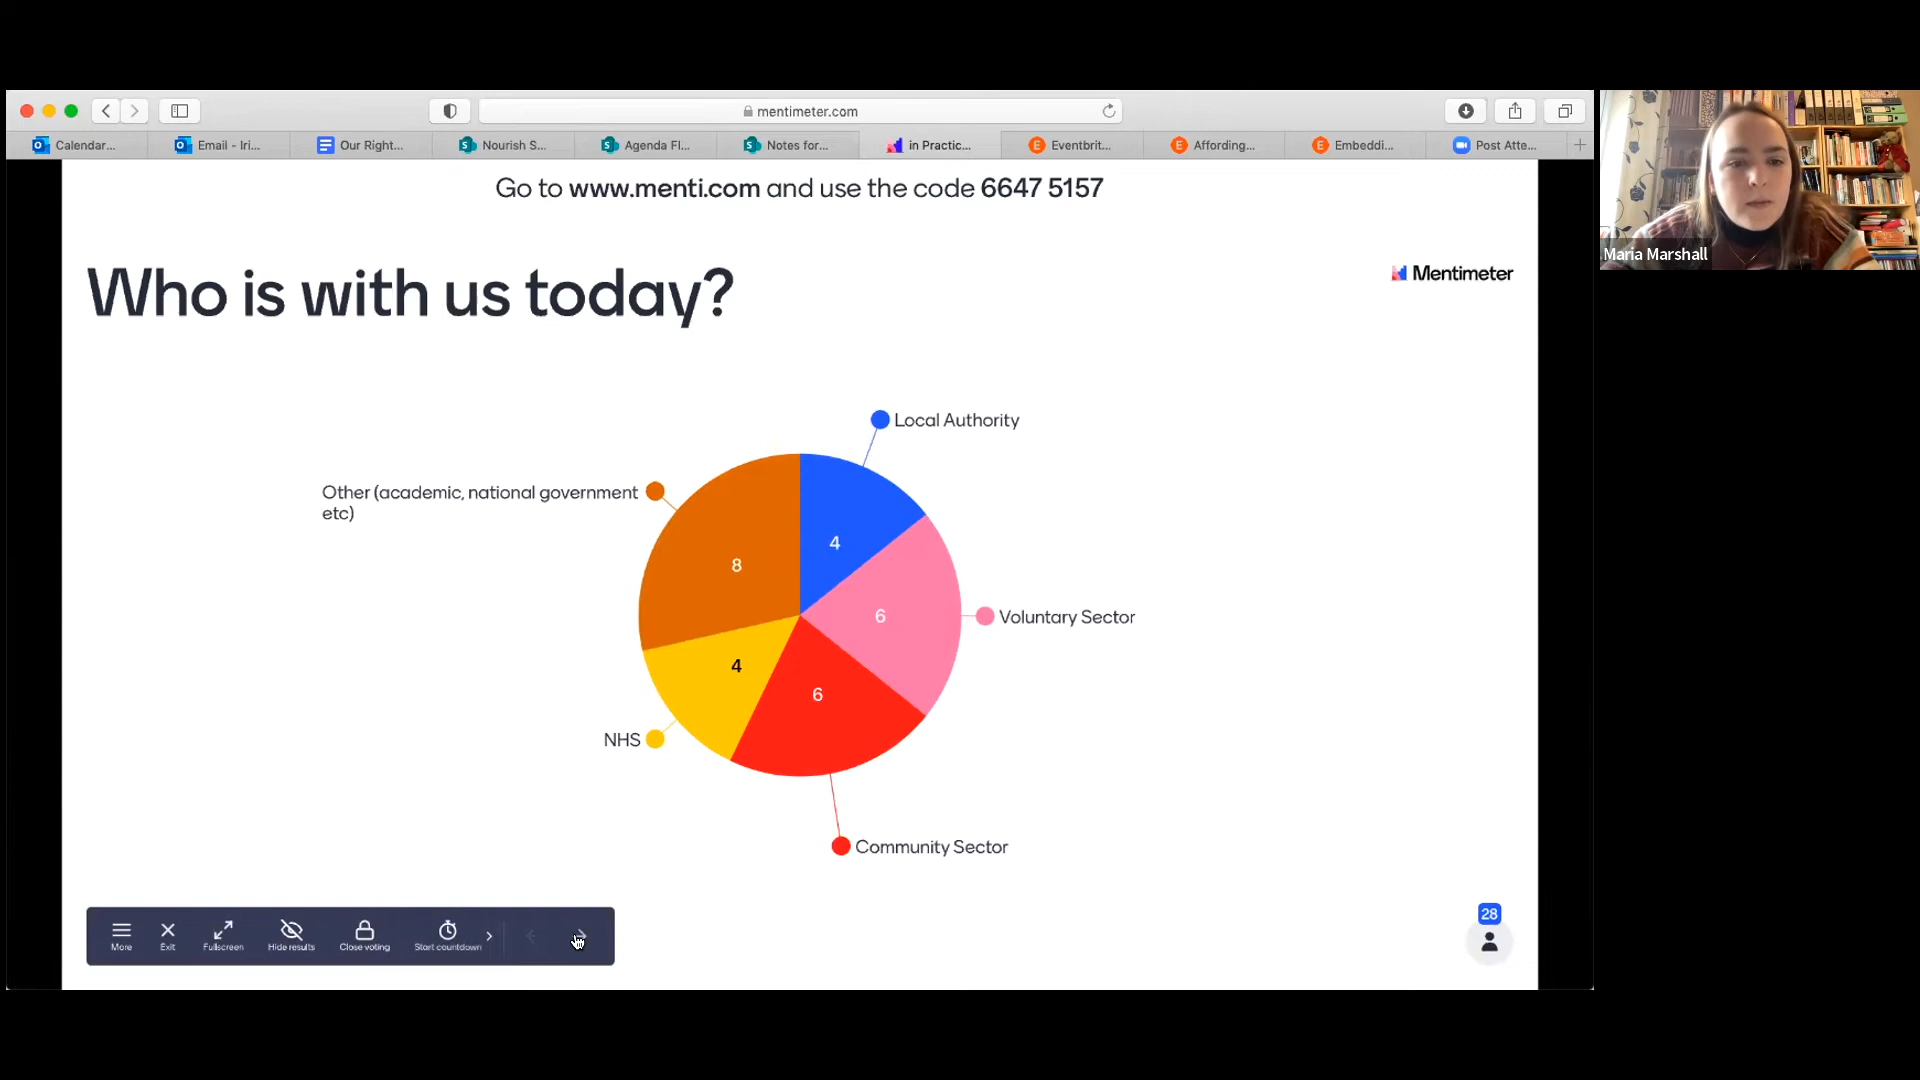 mentimeter.com
Calendar...
Email - Iri...
Our Right...
Nourish S...
Agenda Fl...
Notes for...
in Practic...
Eventbrit...
Affording...
Embeddi...
Post Atte...
Go to www.menti.com and use the code 6647 5157
Who is with us today?
Mentimeter
Maria Marshall
Local Authority
Other (academic, national government
etc)
4
8
6
Voluntary Sector
4
6
NHS
Community Sector
28
More
Exit
Fullscreen
Hide results
Close voting
Start countdown